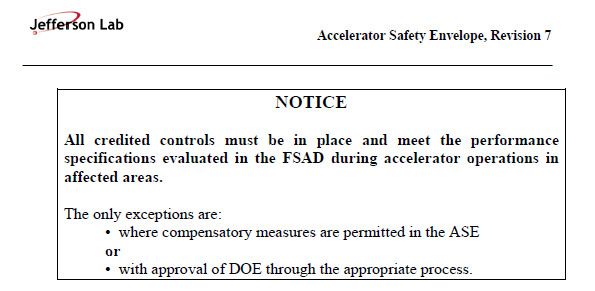 Jefferson Lab
Accelerator Safety Envelope, Revision 7
NOTICE
All credited controls must be in place and meet the performance
specifications evaluated in the FSAD during accelerator operations in
affected areas.
The only exceptions are:
• where compensatory measures are permitted in the ASE
or
• with approval of DOE through the appropriate process.